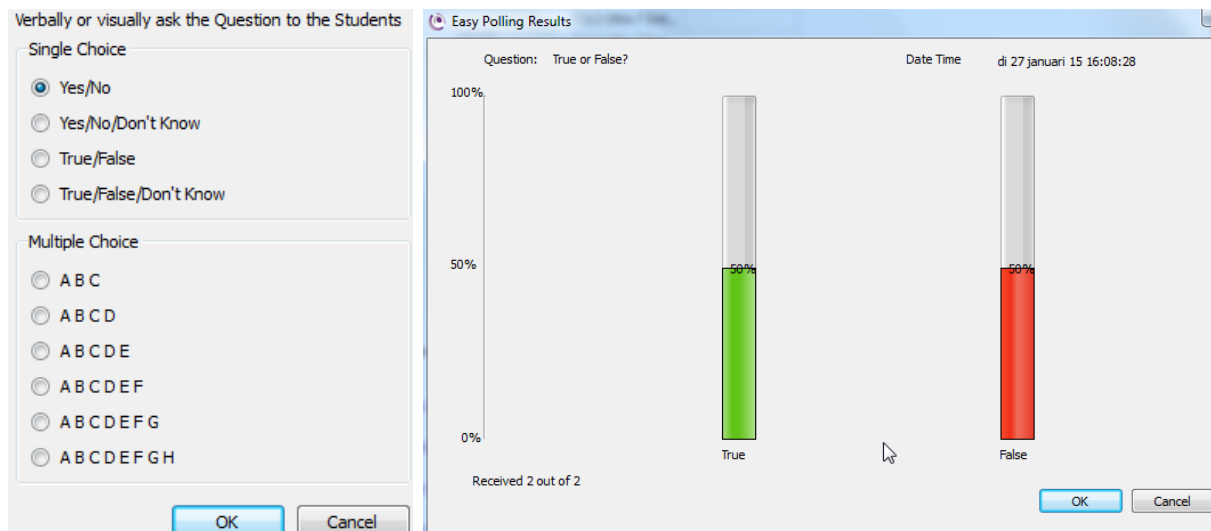 Verbally or visually ask the Question to the Students
Single Choice
Yes/No
Yes/No/Don't Know
True/False
True/False/Don't Know
Multiple Choice
A B C
A B C D
A B C D E
A B C D E F
A B C D E F G
A B C D E F G H
OK Cancel
Easy Polling Results
Question: True or False? Date Time di 27 januari 15 16:08:28
100%
50% 50% 50%
0%
True False
Received 2 out of 2
OK Cancel